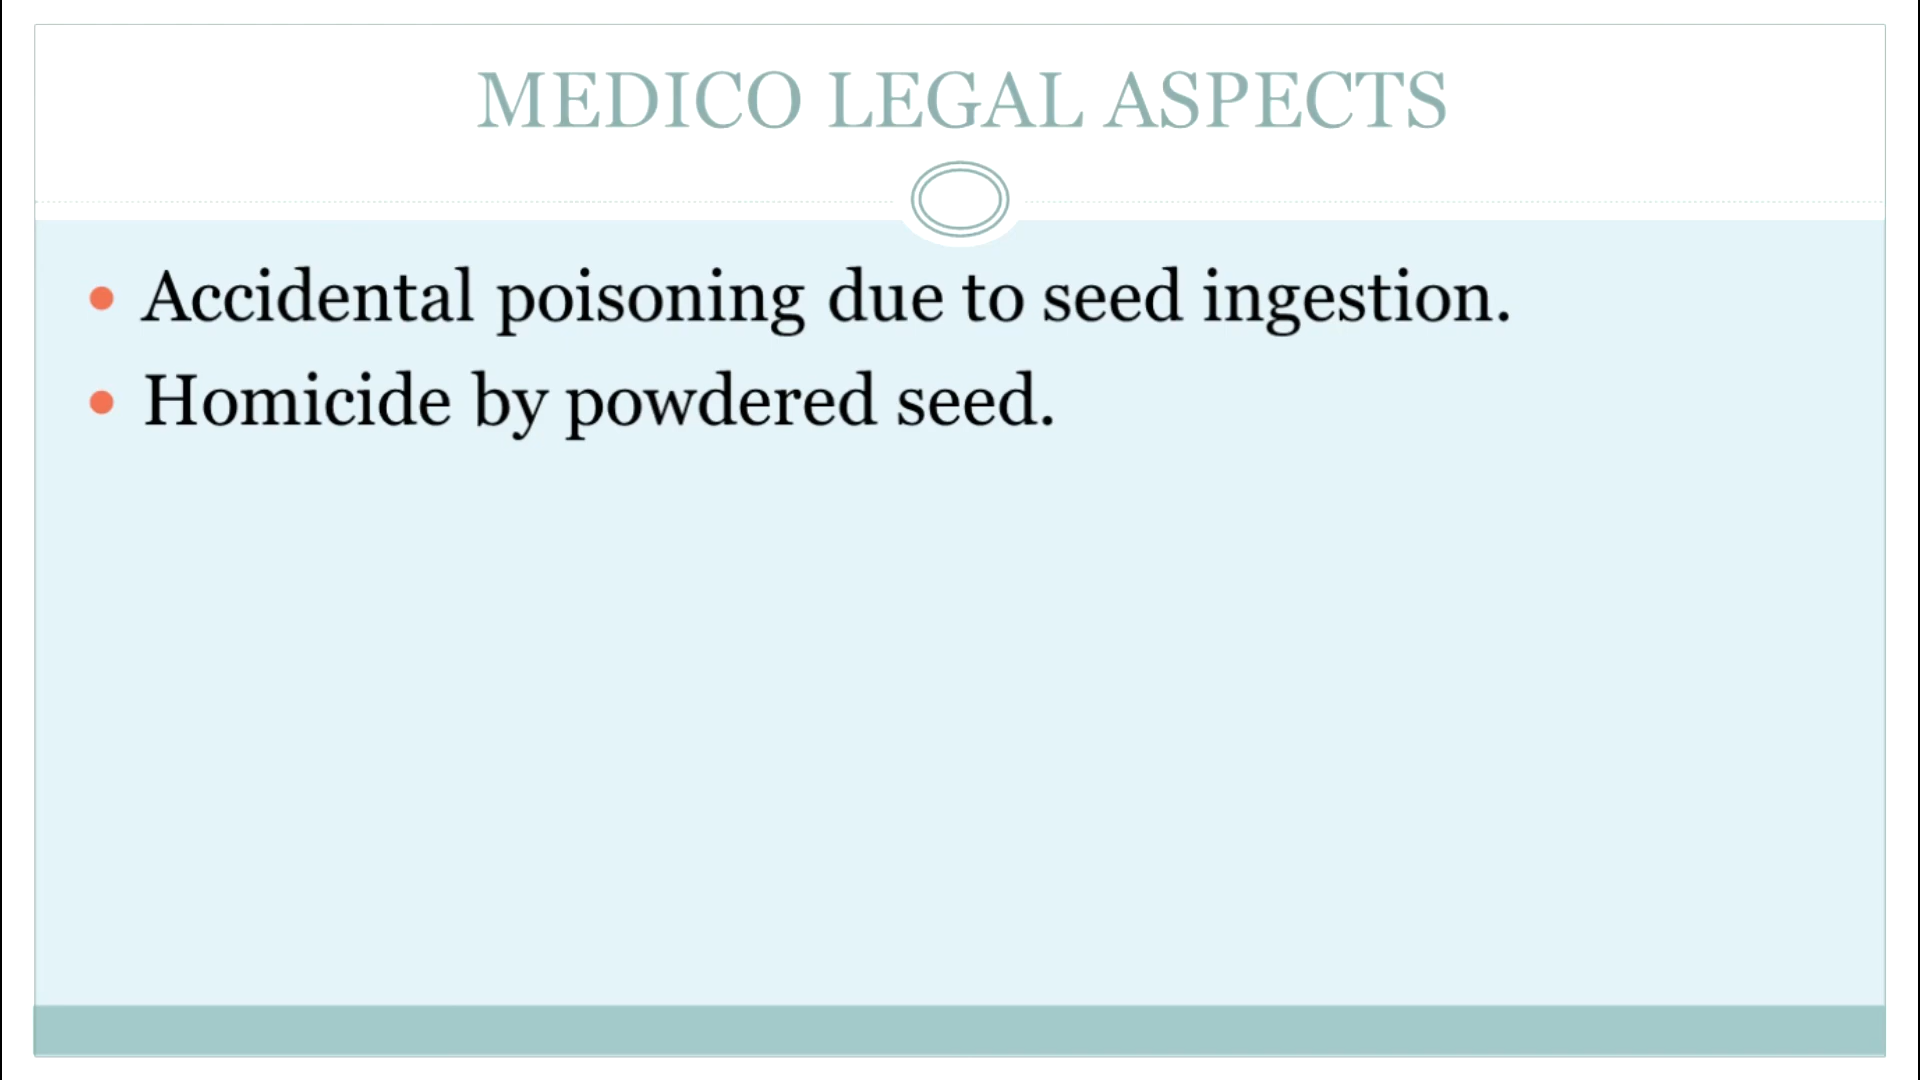 MEDICO LEGAL ASPECTS
• Accidental poisoning due to seed ingestion.
• Homicide by powdered seed.